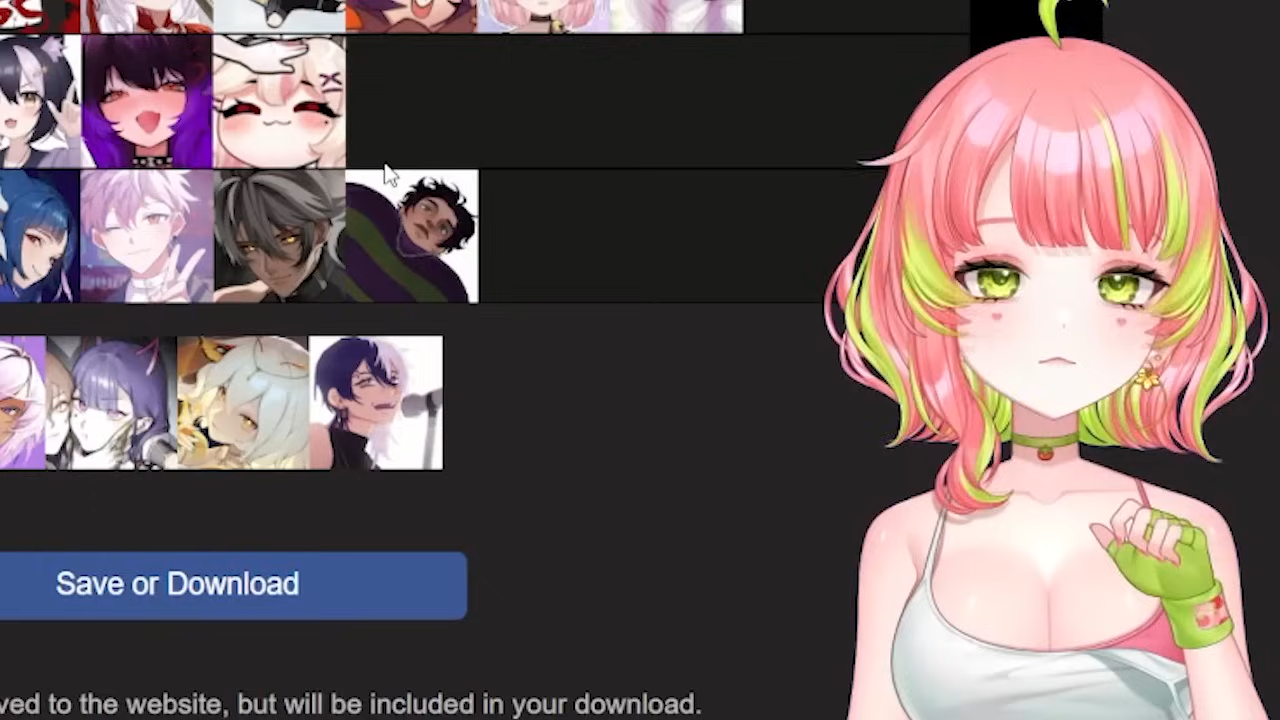 Save or Download
ved to the website, but will be included in your download.